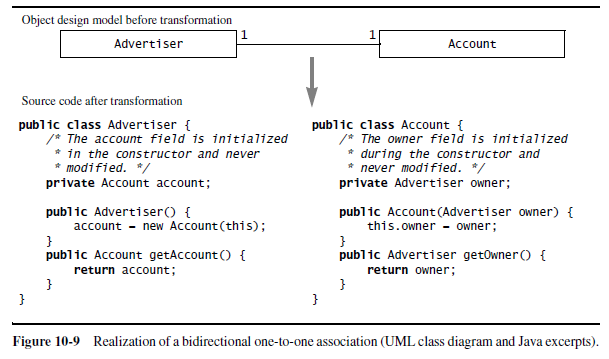 Object design model before transformation
Advertiser 1 1 Account
Source code after transformation
public class Advertiser {
/* The account field is initialized
* in the constructor and never
* modified. */
private Account account;
public Advertiser() {
account = new Account(this);
}
public Account getAccount() {
return account;
}
}
public class Account {
/* The owner field is initialized
* during the constructor and
* never modified. */
private Advertiser owner;
public Account(Advertiser owner) {
this.owner = owner;
}
public Advertiser getOwner() {
return owner;
}
}
Figure 10-9 Realization of a bidirectional one-to-one association (UML class diagram and Java excerpts).